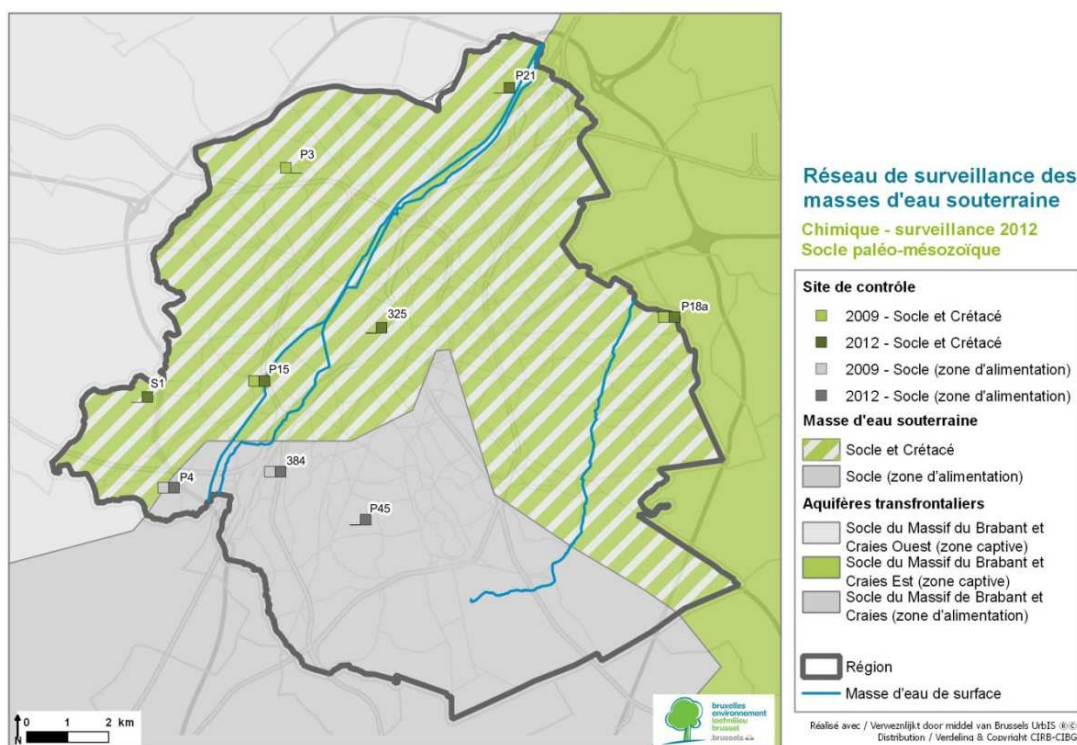 P21
P3
325
P18a
P15
S1
P4
384
P45
0 1 2 km
N
bruxelles
environnement
leefmilieu
brussel
.brussels
Réseau de surveillance des
masses d'eau souterraine
Chimique - surveillance 2012
Socle paléo-mésozoïque
Site de contrôle
2009 - Socle et Crétacé
2012 - Socle et Crétacé
2009 - Socle (zone d'alimentation)
2012 - Socle (zone d'alimentation)
Masse d'eau souterraine
Socle et Crétacé
Socle (zone d'alimentation)
Aquifères transfrontaliers
Socle du Massif du Brabant et
Craies Ouest (zone captive)
Socle du Massif du Brabant et
Craies Est (zone captive)
Socle du Massif de Brabant et
Craies (zone d'alimentation)
Région
Masse d'eau de surface
Réalisé avec / Verweznlijkt door middel van Brussels UrbIS ®©
Distribution / Verdeling & Copyright CIRB-CIBG